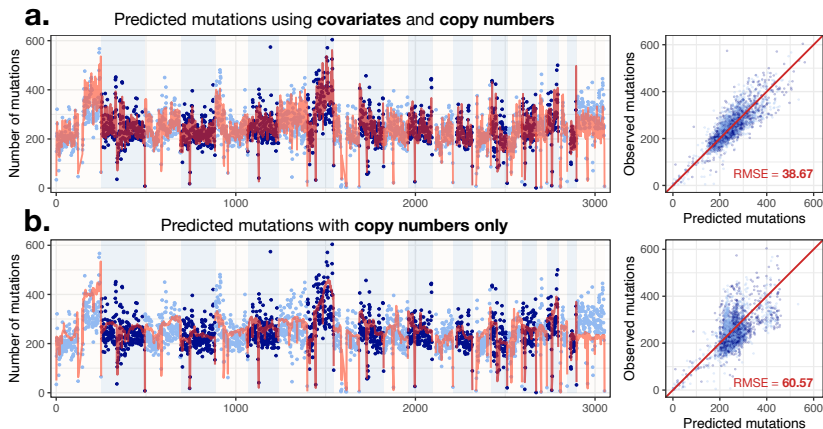 a.
Predicted mutations using covariates and copy numbers
Number of mutations
600
400
200
0
0
1000
2000
3000
Observed mutations
600
400
200
0
RMSE = 38.67
0
200
400
600
Predicted mutations
b.
Predicted mutations with copy numbers only
Number of mutations
600
400
200
0
0
1000
2000
3000
Observed mutations
600
400
200
0
RMSE = 60.57
0
200
400
600
Predicted mutations